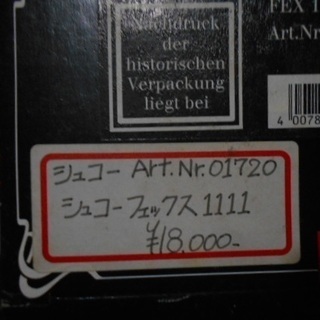 Nachdruck
der
historischen
Verpackung
liegt bei
FEX 1
Art.Nr
4 0078
シュコー Art.Nr.01720
シュコーフェックス1111
¥18,000-